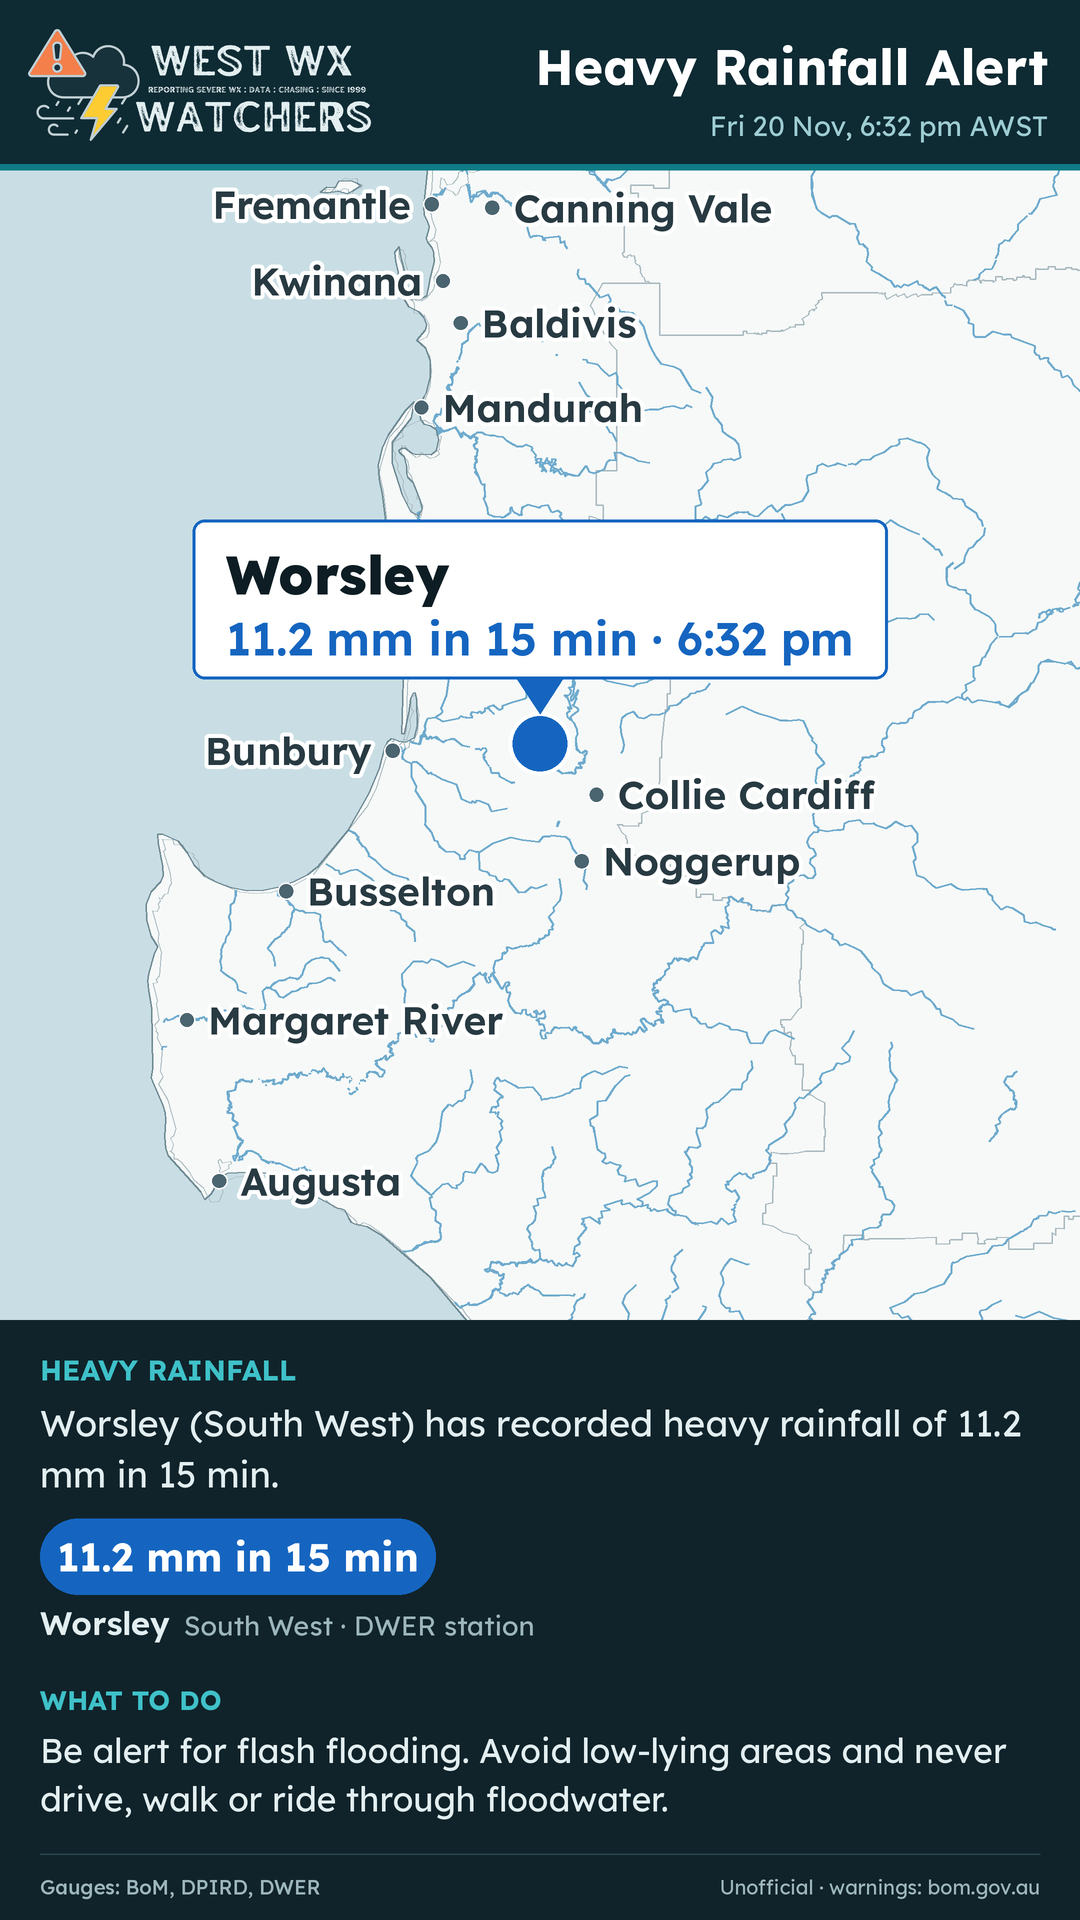 WEST WX
REPORTING SEVERE WX : DATA : CHASING : SINCE 1999
WATCHERS
Heavy Rainfall Alert
Fri 20 Nov, 6:32 pm AWST
Fremantle
Canning Vale
Kwinana
Baldivis
Mandurah
Worsley
11.2 mm in 15 min · 6:32 pm
Bunbury
Collie Cardiff
Noggerup
Busselton
Margaret River
Augusta
HEAVY RAINFALL
Worsley (South West) has recorded heavy rainfall of 11.2
mm in 15 min.
11.2 mm in 15 min
Worsley South West · DWER station
WHAT TO DO
Be alert for flash flooding. Avoid low-lying areas and never
drive, walk or ride through floodwater.
Gauges: BoM, DPIRD, DWER
Unofficial · warnings: bom.gov.au